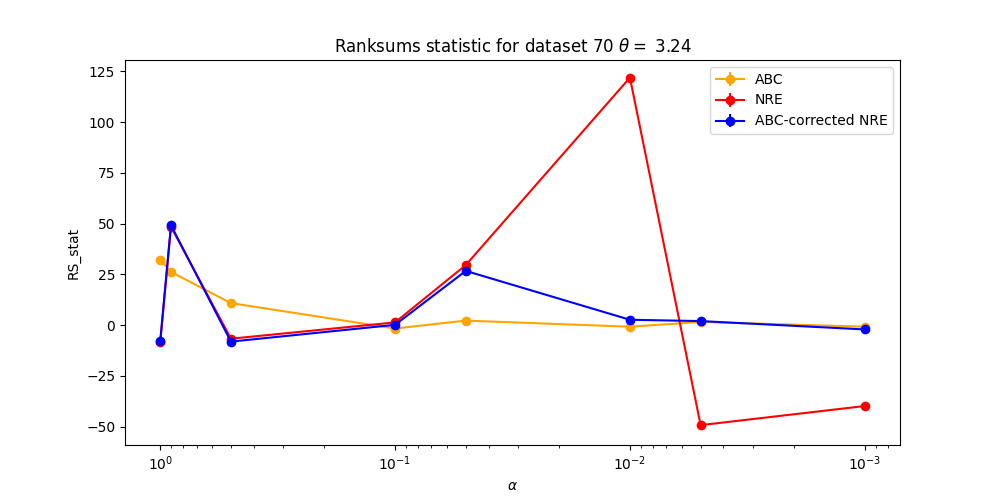 Ranksums statistic for dataset 70 θ = 3.24
125
100
75
50
25
0
−25
−50
RS_stat
ABC
NRE
ABC-corrected NRE
10⁰
10⁻¹
10⁻²
10⁻³
α